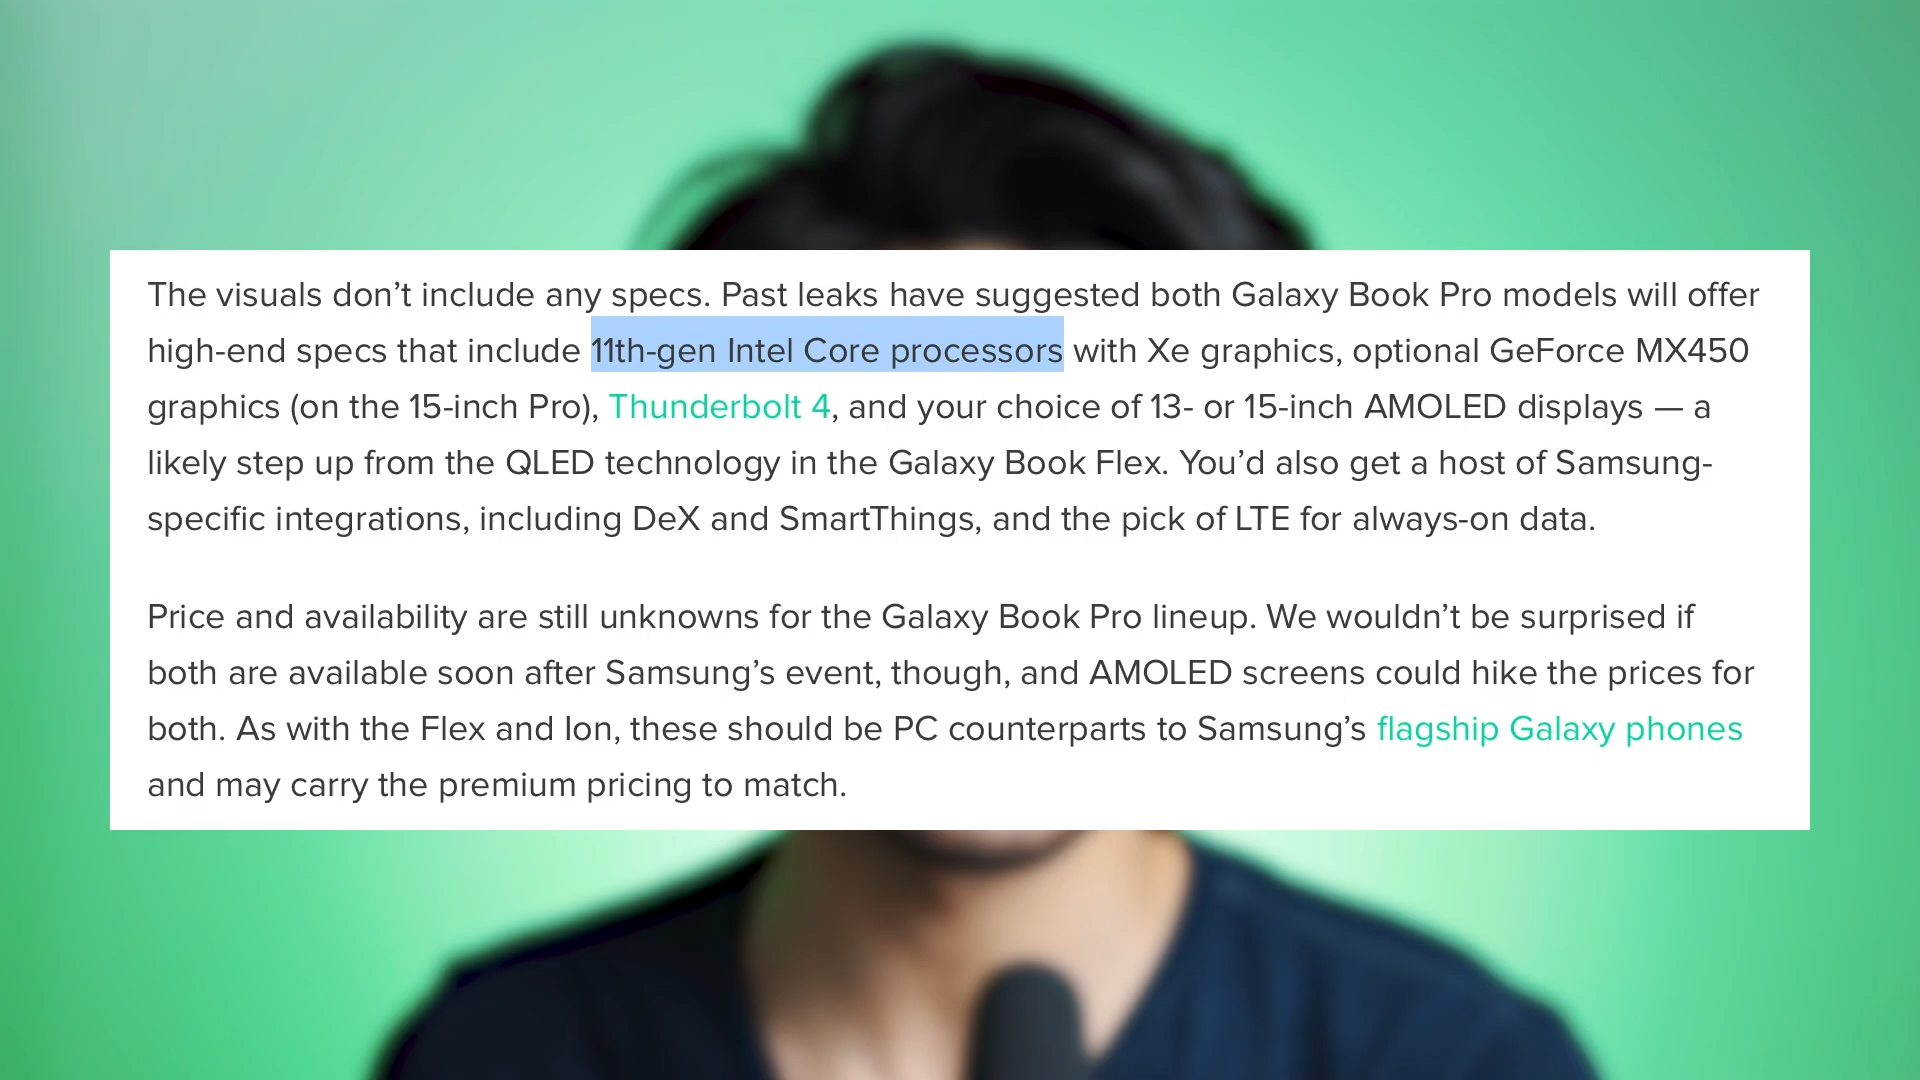 The visuals don’t include any specs. Past leaks have suggested both Galaxy Book Pro models will offer
high-end specs that include 11th-gen Intel Core processors with Xe graphics, optional GeForce MX450
graphics (on the 15-inch Pro), Thunderbolt 4, and your choice of 13- or 15-inch AMOLED displays — a
likely step up from the QLED technology in the Galaxy Book Flex. You’d also get a host of Samsung-
specific integrations, including DeX and SmartThings, and the pick of LTE for always-on data.
Price and availability are still unknowns for the Galaxy Book Pro lineup. We wouldn’t be surprised if
both are available soon after Samsung’s event, though, and AMOLED screens could hike the prices for
both. As with the Flex and Ion, these should be PC counterparts to Samsung’s flagship Galaxy phones
and may carry the premium pricing to match.